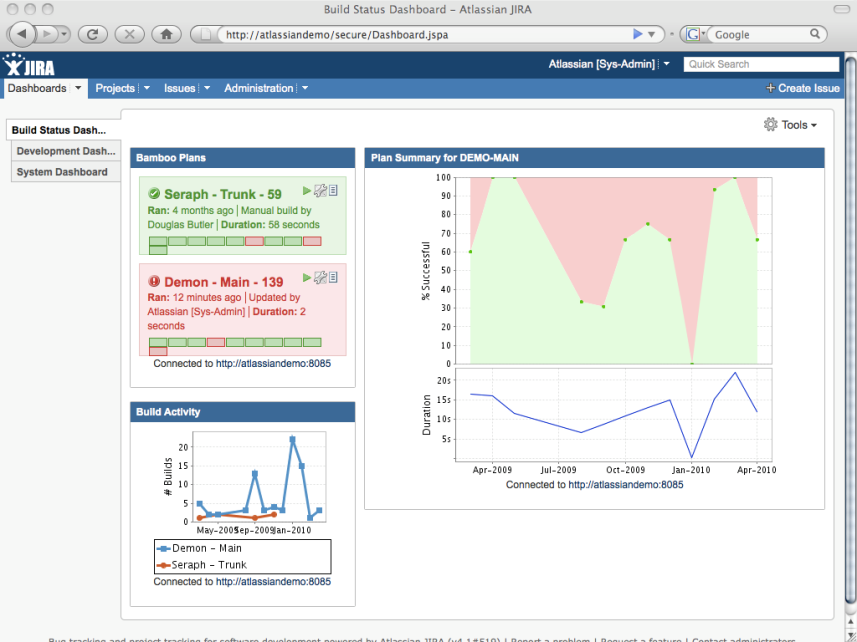 Build Status Dashboard – Atlassian JIRA
http://atlassiandemo/secure/Dashboard.jspa
G Google
JIRA
Atlassian [Sys-Admin]
Quick Search
Dashboards Projects Issues Administration
+ Create Issue
Build Status Dash...
Development Dash...
System Dashboard
Tools
Bamboo Plans
Seraph - Trunk - 59
Ran: 4 months ago | Manual build by
Douglas Butler | Duration: 58 seconds
Demon - Main - 139
Ran: 12 minutes ago | Updated by
Atlassian [Sys-Admin] | Duration: 2
seconds
Connected to http://atlassiandemo:8085
Build Activity
# Builds
20
15
10
5
0
May-2009 Sep-2009 Jan-2010
Demon - Main
Seraph - Trunk
Connected to http://atlassiandemo:8085
Plan Summary for DEMO-MAIN
% Successful
100
90
80
70
60
50
40
30
20
10
0
Duration
20s
15s
10s
5s
Apr-2009 Jul-2009 Oct-2009 Jan-2010 Apr-2010
Connected to http://atlassiandemo:8085
Bug tracking and project tracking for software development powered by Atlassian JIRA (v4.1#519) | Report a problem | Request a feature | Contact administrators